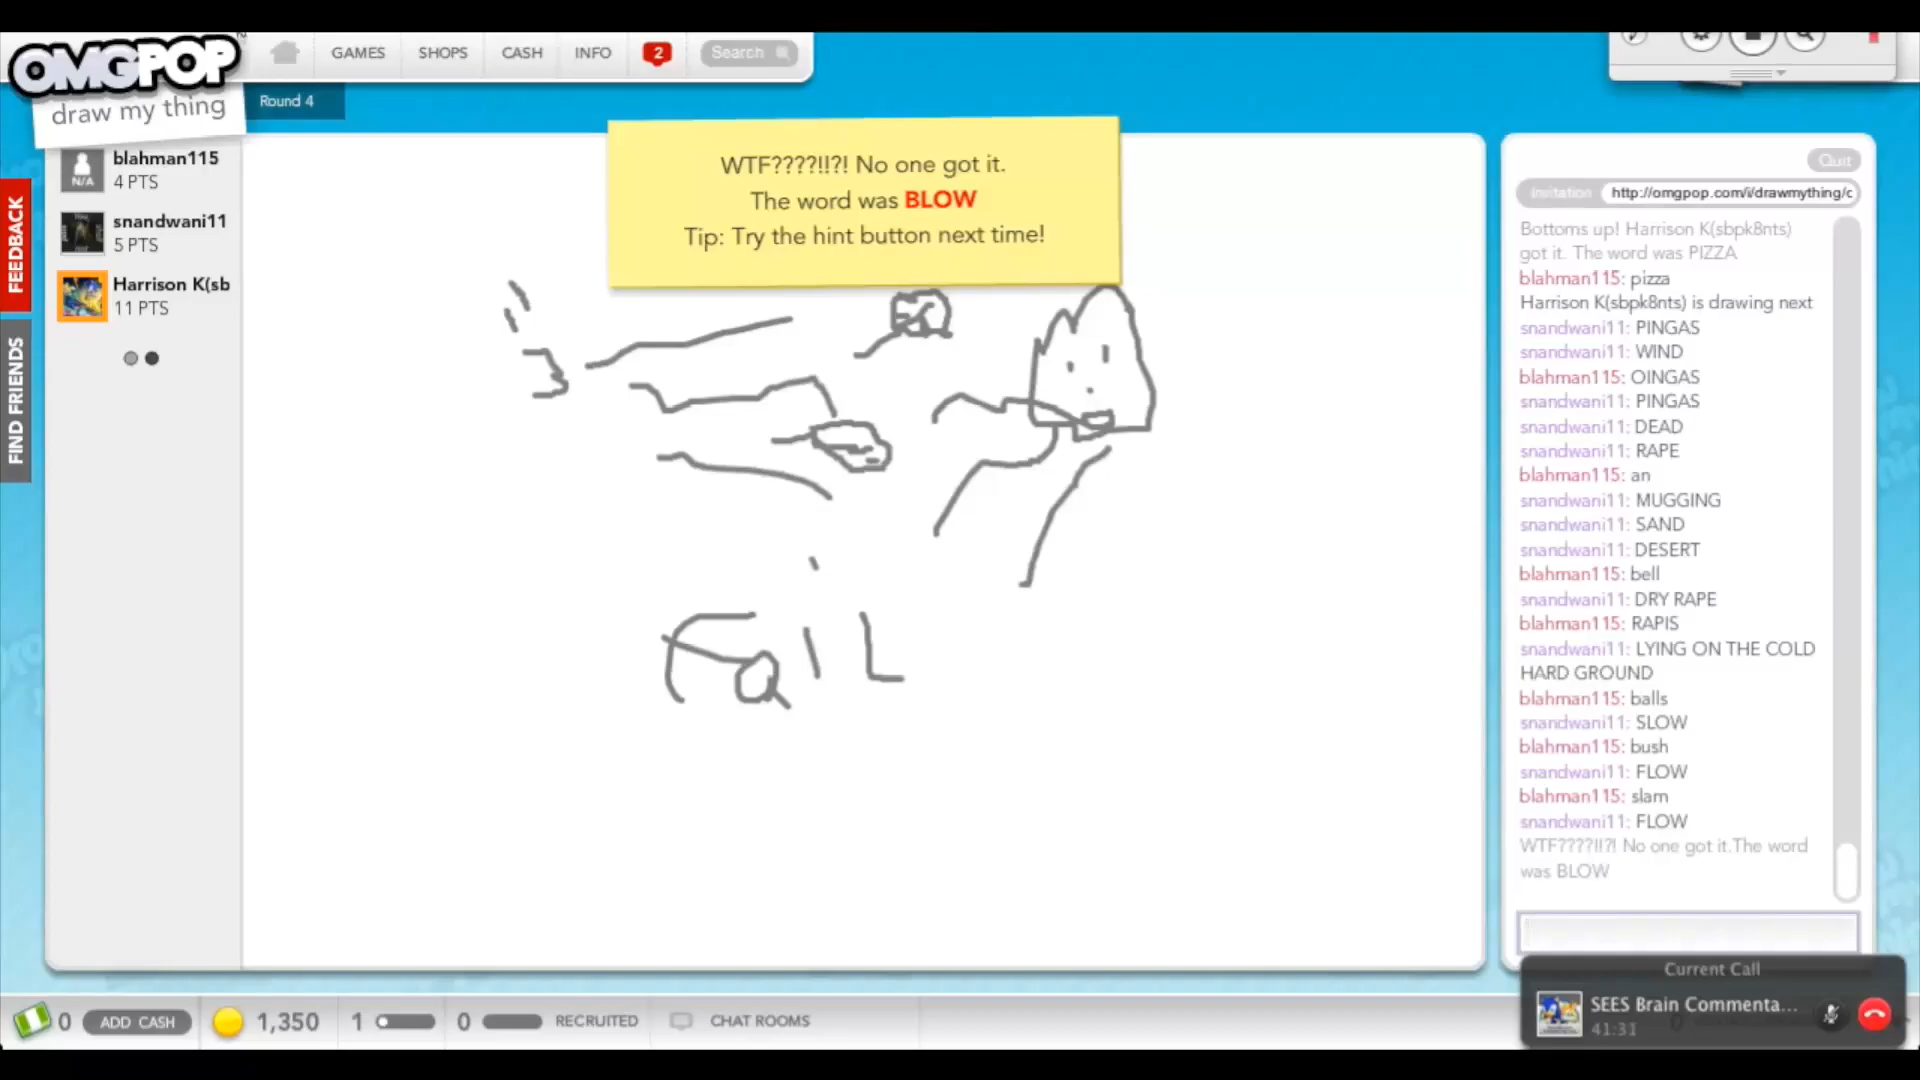 OMGPOP
draw my thing
GAMES
SHOPS
CASH
INFO
2
Search
Round 4
FEEDBACK
FIND FRIENDS
N/A
blahman115
4 PTS
snandwani11
5 PTS
Harrison K(sb
11 PTS
WTF????!!?! No one got it.
The word was BLOW
Tip: Try the hint button next time!
FaiL
Quit
Invitation
http://omgpop.com/i/drawmything/c
Bottoms up! Harrison K(sbpk8nts)
got it. The word was PIZZA
blahman115: pizza
Harrison K(sbpk8nts) is drawing next
snandwani11: PINGAS
snandwani11: WIND
blahman115: OINGAS
snandwani11: PINGAS
snandwani11: DEAD
snandwani11: RAPE
blahman115: an
snandwani11: MUGGING
snandwani11: SAND
snandwani11: DESERT
blahman115: bell
snandwani11: DRY RAPE
blahman115: RAPIS
snandwani11: LYING ON THE COLD
HARD GROUND
blahman115: balls
snandwani11: SLOW
blahman115: bush
snandwani11: FLOW
blahman115: slam
snandwani11: FLOW
WTF????!!?! No one got it.The word
was BLOW
0
ADD CASH
1,350
1
0
RECRUITED
CHAT ROOMS
Current Call
SEES Brain Commenta...
41:31